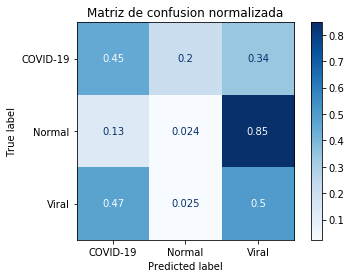 Matriz de confusion normalizada
True label
COVID-19 0.45 0.2 0.34
Normal 0.13 0.024 0.85
Viral 0.47 0.025 0.5
COVID-19 Normal Viral
Predicted label
0.8
0.7
0.6
0.5
0.4
0.3
0.2
0.1